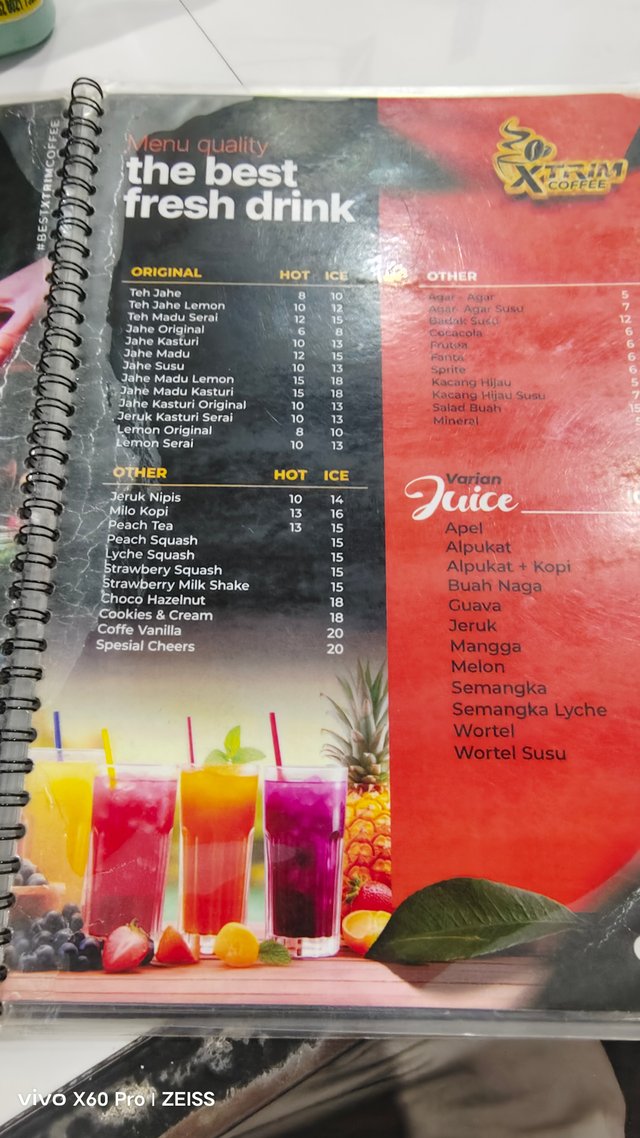 #BESTXTRIMCOFFEE
Menu quality
the best
fresh drink
XTRIM
COFFEE
ORIGINAL HOT ICE
Teh Jahe 8 10
Teh Jahe Lemon 10 12
Teh Madu Serai 12 15
Jahe Original 6 8
Jahe Kasturi 10 13
Jahe Madu 12 15
Jahe Susu 10 13
Jahe Madu Lemon 15 18
Jahe Madu Kasturi 15 18
Jahe Kasturi Original 10 13
Jeruk Kasturi Serai 10 13
Lemon Original 8 10
Lemon Serai 10 13
OTHER HOT ICE
Jeruk Nipis 10 14
Milo Kopi 13 16
Peach Tea 13 15
Peach Squash 15
Lyche Squash 15
Strawbery Squash 15
Strawberry Milk Shake 15
Choco Hazelnut 18
Cookies & Cream 18
Coffe Vanilla 20
Spesial Cheers 20
OTHER
Agar - Agar 5
Agar- Agar Susu 7
Badak Susu 12
Cocacola 6
Frutea 6
Fanta 6
Sprite 6
Kacang Hijau
Kacang Hijau Susu 7
Salad Buah
Mineral
Varian
Juice
Apel
Alpukat
Alpukat + Kopi
Buah Naga
Guava
Jeruk
Mangga
Melon
Semangka
Semangka Lyche
Wortel
Wortel Susu
vivo X60 Pro | ZEISS